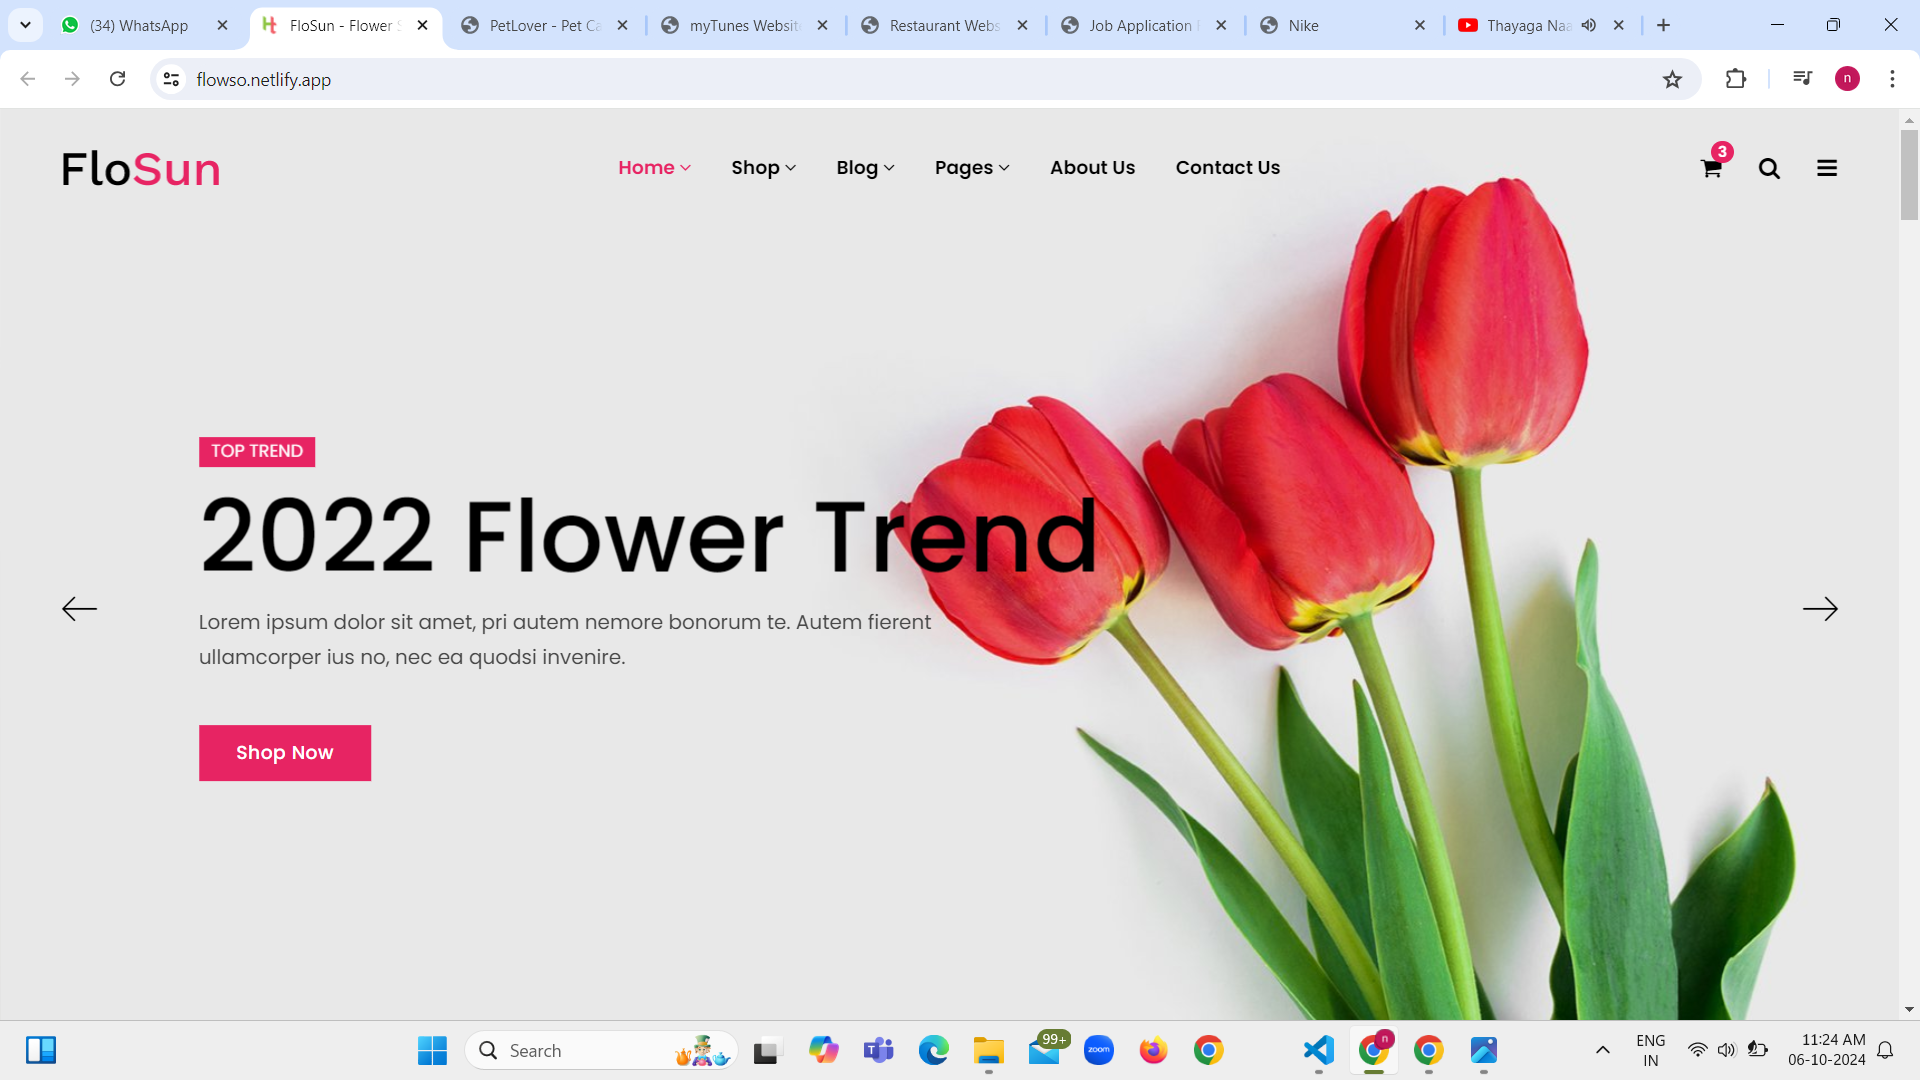 (34) WhatsApp
FloSun - Flower S
PetLover - Pet Ca
myTunes Website
Restaurant Webs
Job Application F
Nike
Thayaga Naa
flowso.netlify.app
n
FloSun
Home
Shop
Blog
Pages
About Us
Contact Us
3
TOP TREND
2022 Flower Trend
Lorem ipsum dolor sit amet, pri autem nemore bonorum te. Autem fierent
ullamcorper ius no, nec ea quodsi invenire.
Shop Now
Search
99+
zoom
n
ENG
IN
11:24 AM
06-10-2024